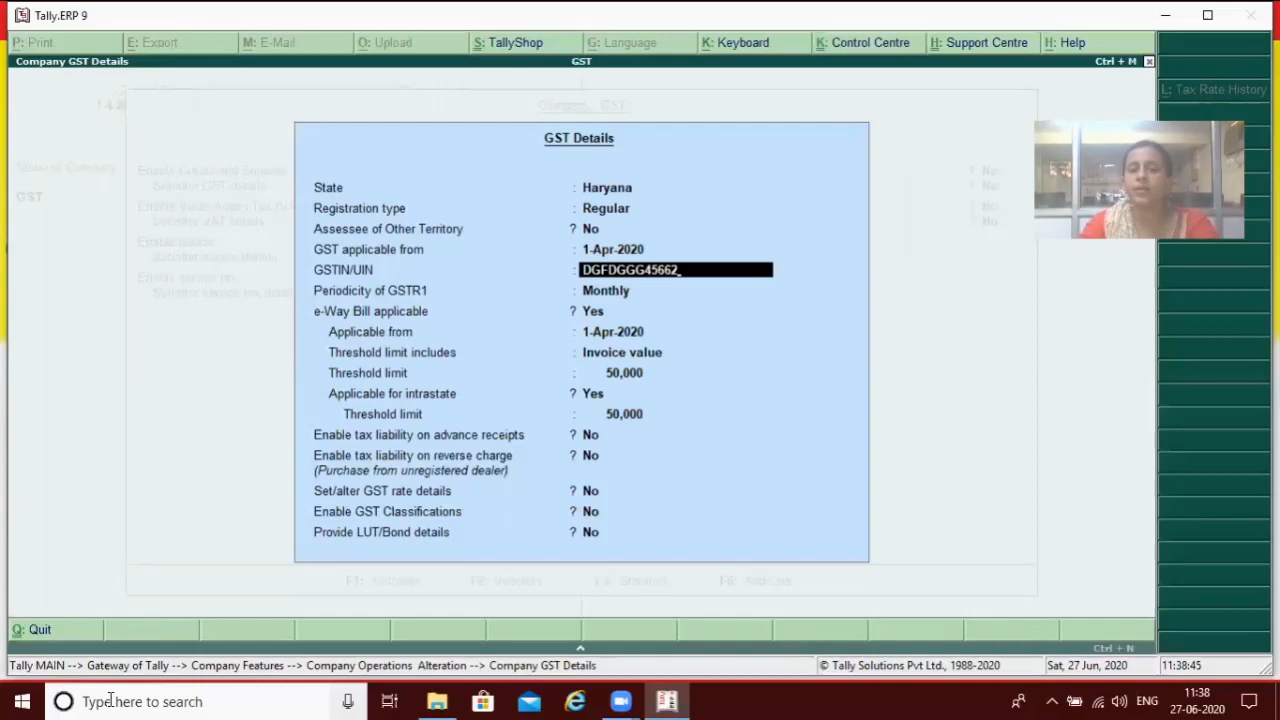 Tally.ERP 9
P: Print E: Export M: E-Mail O: Upload S: TallyShop G: Language K: Keyboard K: Control Centre H: Support Centre H: Help
Company GST Details GST Ctrl + M
L: Tax Rate History
Company: GST
GST Details
Name of Company
GST
State : Haryana
Registration type : Regular
Assessee of Other Territory ? No
GST applicable from : 1-Apr-2020
GSTIN/UIN : DGFDGGG45662_
Periodicity of GSTR1 : Monthly
e-Way Bill applicable ? Yes
Applicable from : 1-Apr-2020
Threshold limit includes : Invoice value
Threshold limit : 50,000
Applicable for intrastate ? Yes
Threshold limit : 50,000
Enable tax liability on advance receipts ? No
Enable tax liability on reverse charge ? No
(Purchase from unregistered dealer)
Set/alter GST rate details ? No
Enable GST Classifications ? No
Provide LUT/Bond details ? No
Q: Quit
Ctrl + N
Tally MAIN --> Gateway of Tally --> Company Features --> Company Operations Alteration --> Company GST Details © Tally Solutions Pvt Ltd., 1988-2020 Sat, 27 Jun, 2020 11:38:45
Type here to search ENG 11:38
27-06-2020